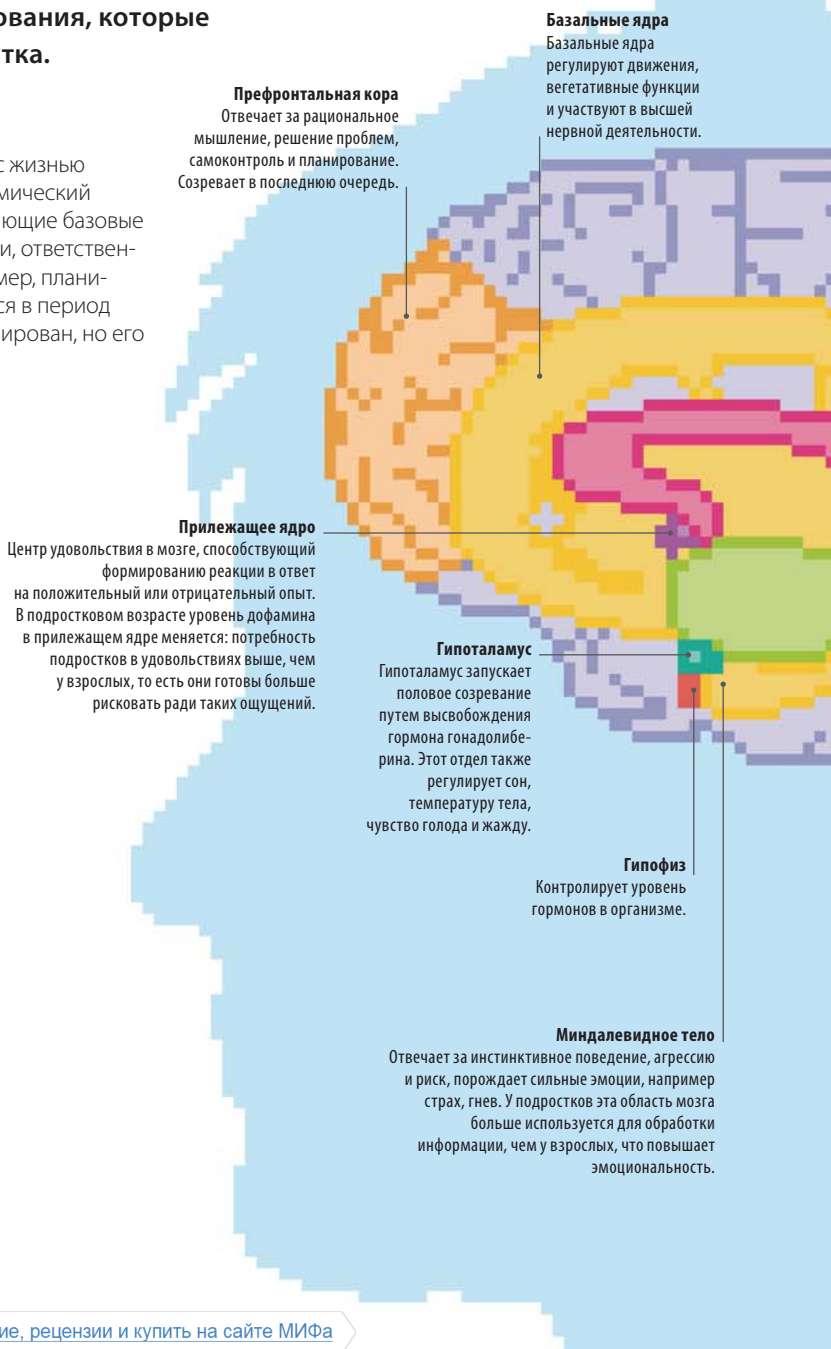 ования, которые
тка.
с жизнью
мический
ющие базовые
и, ответствен-
мер, плани-
ся в период
ирован, но его
Базальные ядра
Базальные ядра
регулируют движения,
вегетативные функции
и участвуют в высшей
нервной деятельности.
Префронтальная кора
Отвечает за рациональное
мышление, решение проблем,
самоконтроль и планирование.
Созревает в последнюю очередь.
Прилежащее ядро
Центр удовольствия в мозге, способствующий
формированию реакции в ответ
на положительный или отрицательный опыт.
В подростковом возрасте уровень дофамина
в прилежащем ядре меняется: потребность
подростков в удовольствиях выше, чем
у взрослых, то есть они готовы больше
рисковать ради таких ощущений.
Гипоталамус
Гипоталамус запускает
половое созревание
путем высвобождения
гормона гонадолибе-
рина. Этот отдел также
регулирует сон,
температуру тела,
чувство голода и жажду.
Гипофиз
Контролирует уровень
гормонов в организме.
Миндалевидное тело
Отвечает за инстинктивное поведение, агрессию
и риск, порождает сильные эмоции, например
страх, гнев. У подростков эта область мозга
больше используется для обработки
информации, чем у взрослых, что повышает
эмоциональность.
ие, рецензии и купить на сайте МИФа